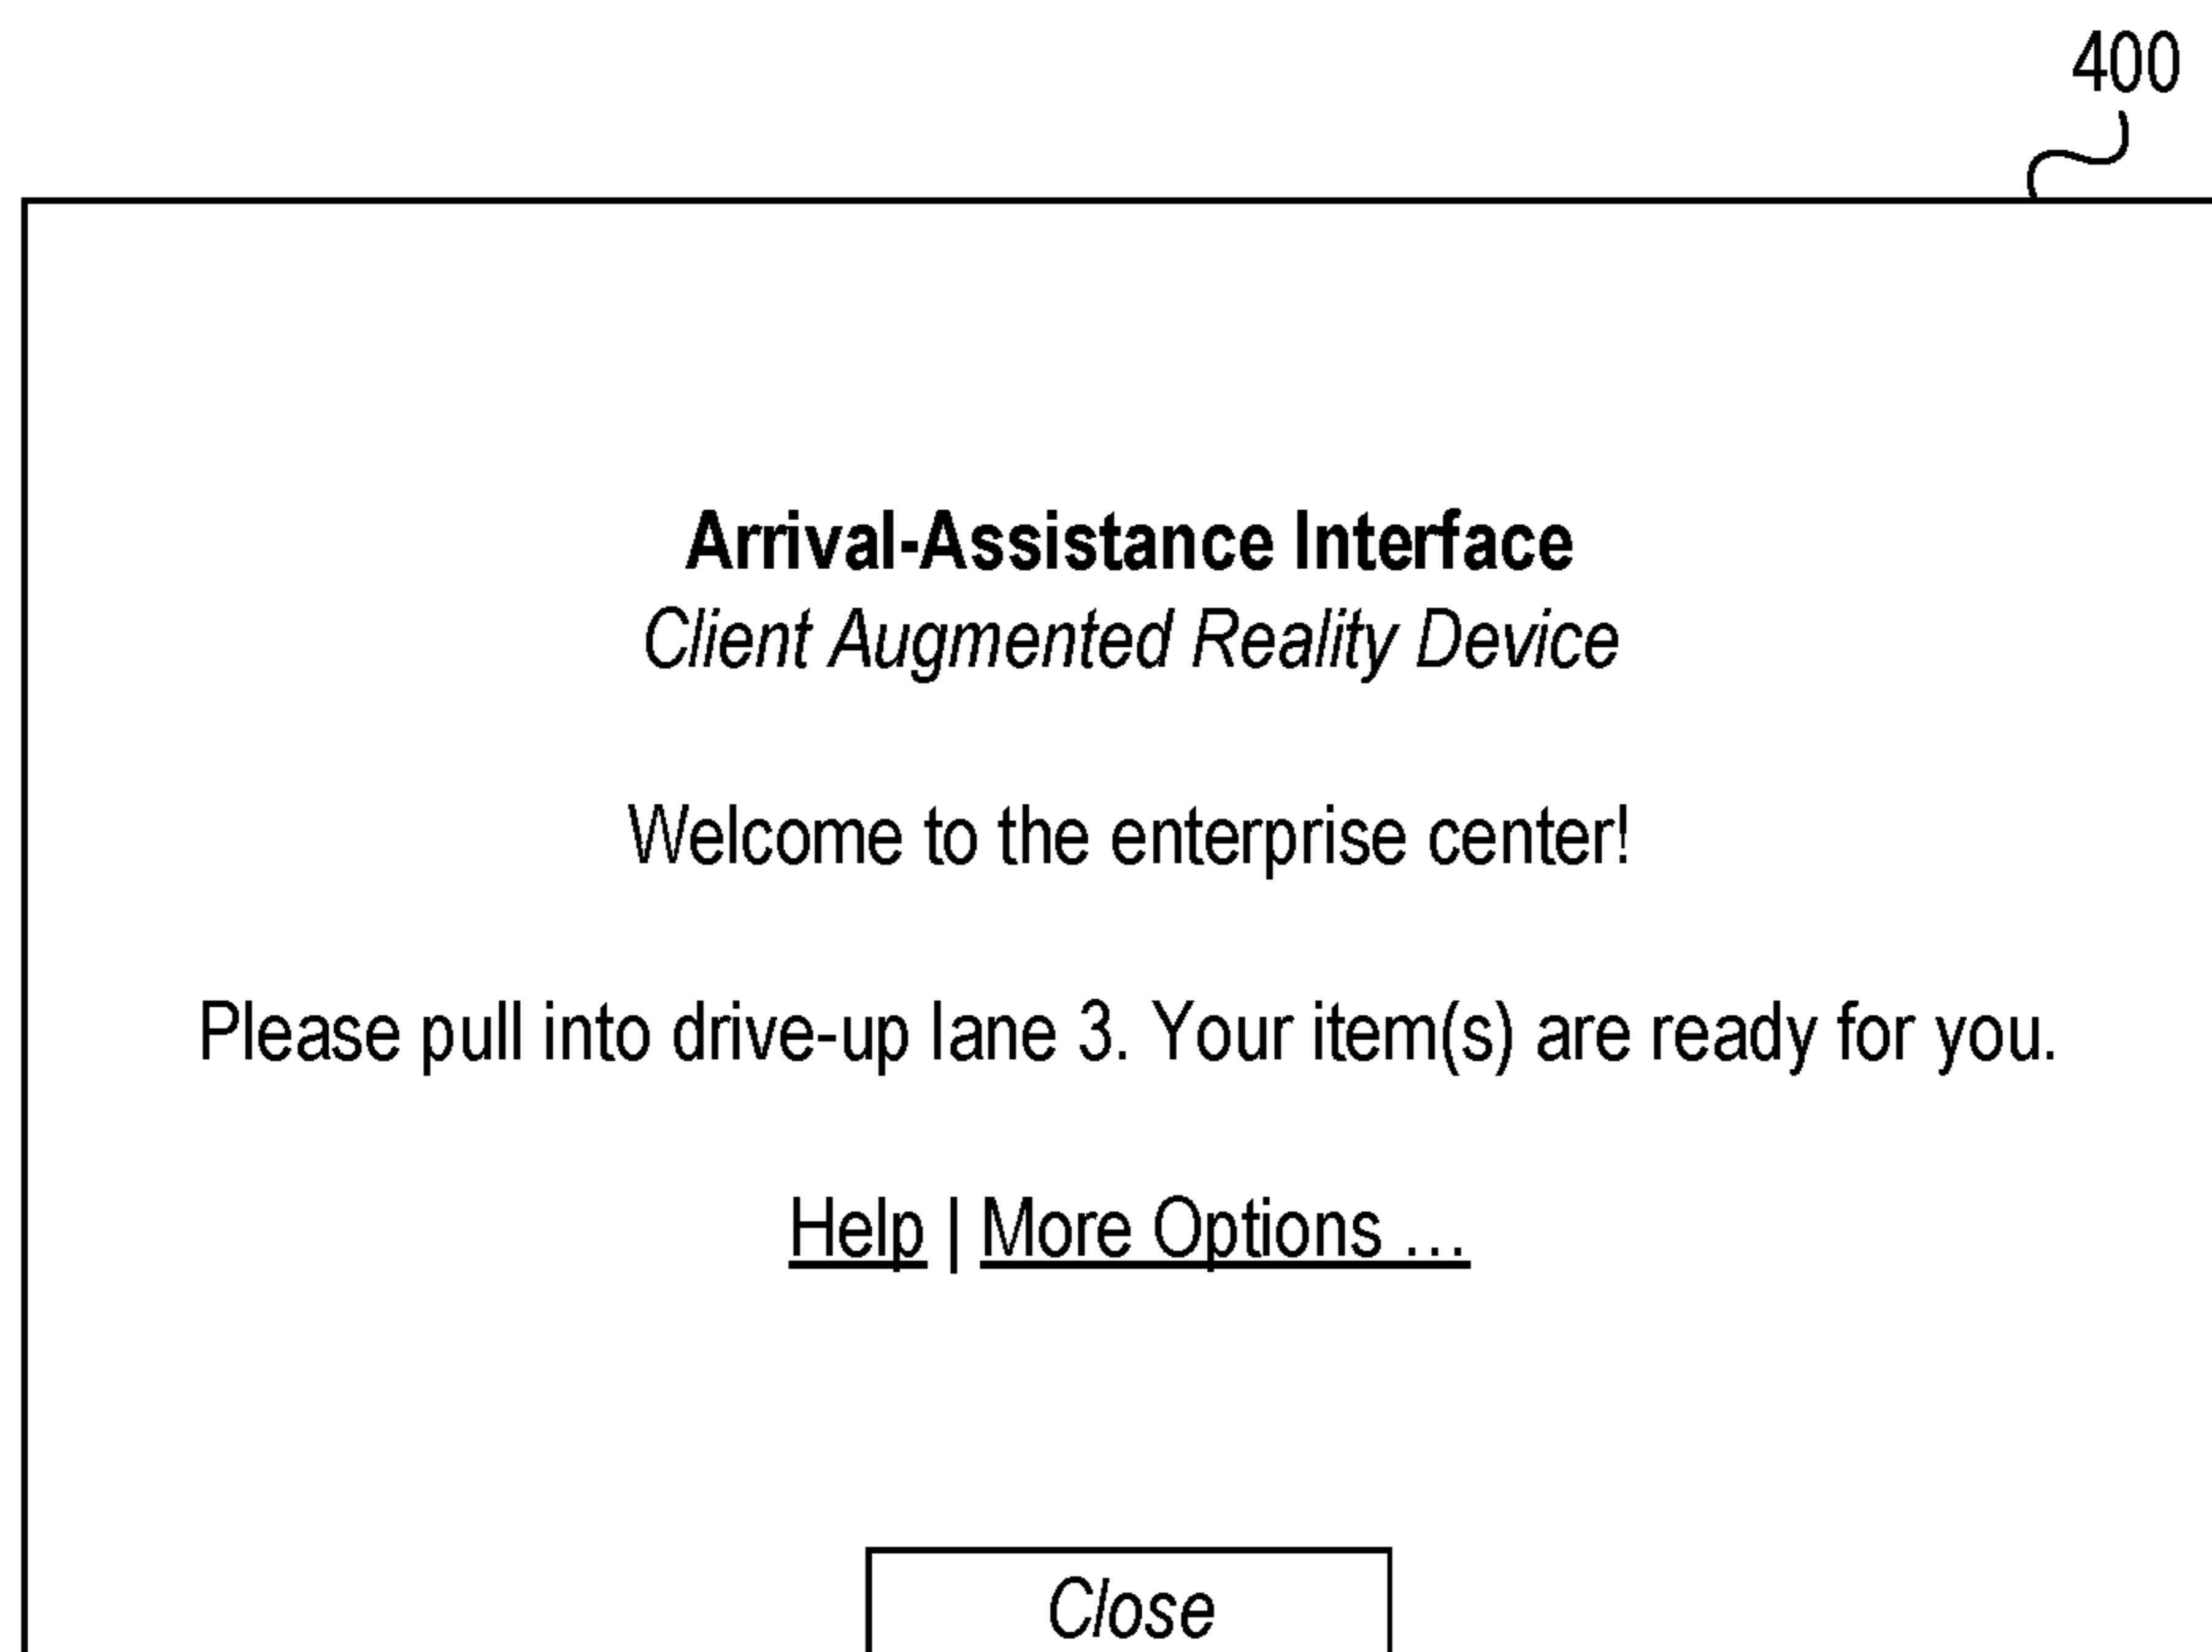 400
Arrival-Assistance Interface
Client Augmented Reality Device
Welcome to the enterprise center!
Please pull into drive-up lane 3. Your item(s) are ready for you.
Help | More Options ...
Close